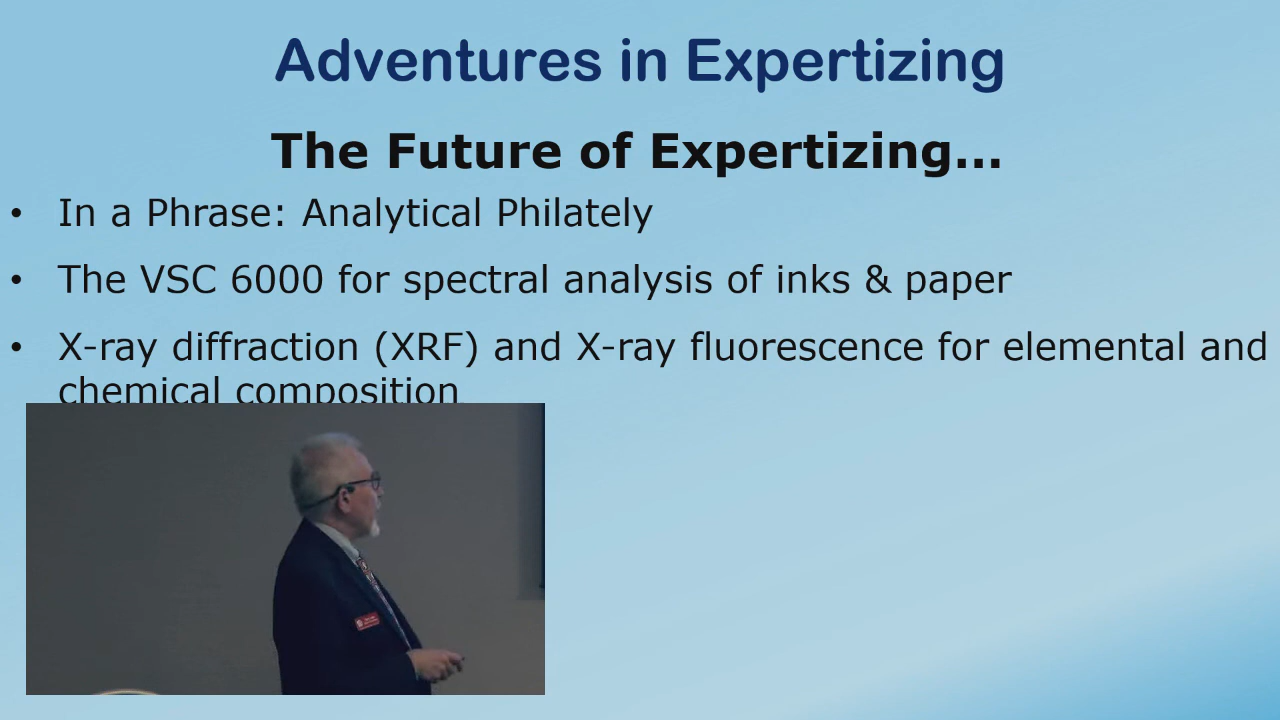 Adventures in Expertizing
The Future of Expertizing...
• In a Phrase: Analytical Philately
• The VSC 6000 for spectral analysis of inks & paper
• X-ray diffraction (XRF) and X-ray fluorescence for elemental and
chemical composition